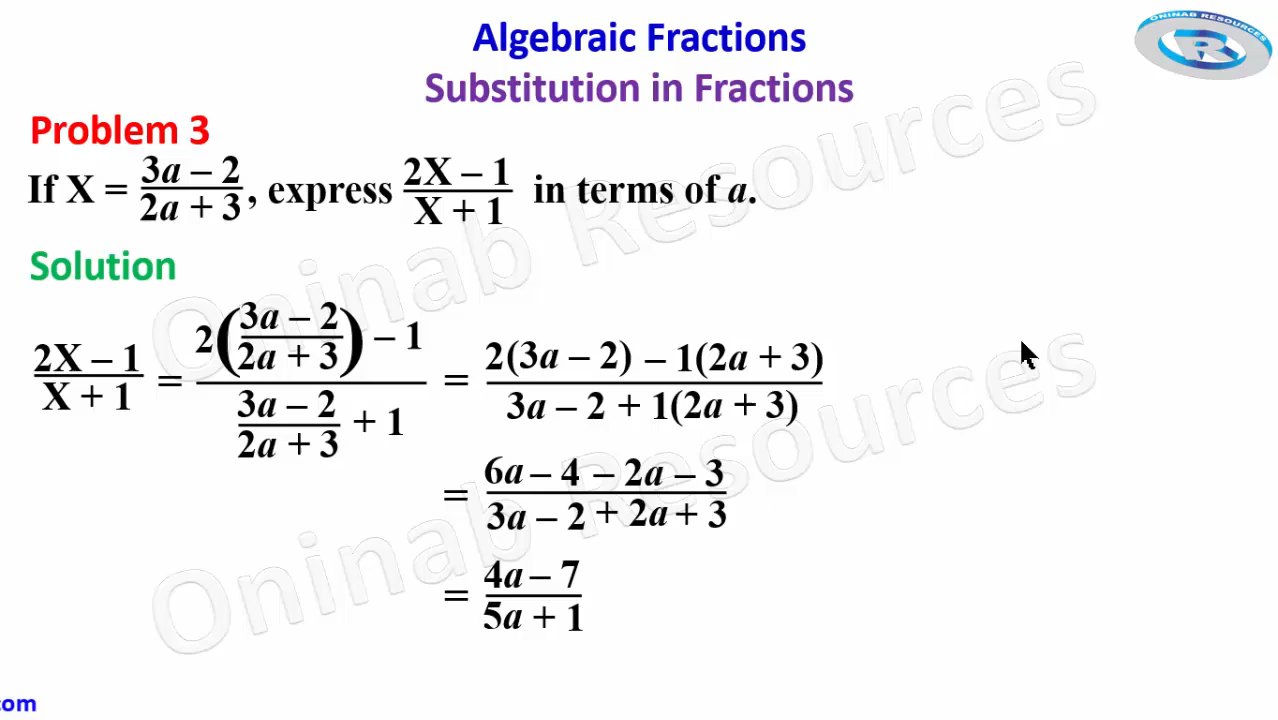 Algebraic Fractions
ONINAB RESOURCES
R
Substitution in Fractions
Problem 3
If X = (3a – 2)/(2a + 3), express (2X – 1)/(X + 1) in terms of a.
Solution
(2X – 1)/(X + 1) = (2((3a – 2)/(2a + 3)) – 1)/((3a – 2)/(2a + 3) + 1) = (2(3a – 2) – 1(2a + 3))/(3a – 2 + 1(2a + 3))
= (6a – 4 – 2a – 3)/(3a – 2 + 2a + 3)
= (4a – 7)/(5a + 1)
Oninab Resources
Oninab Resources
com